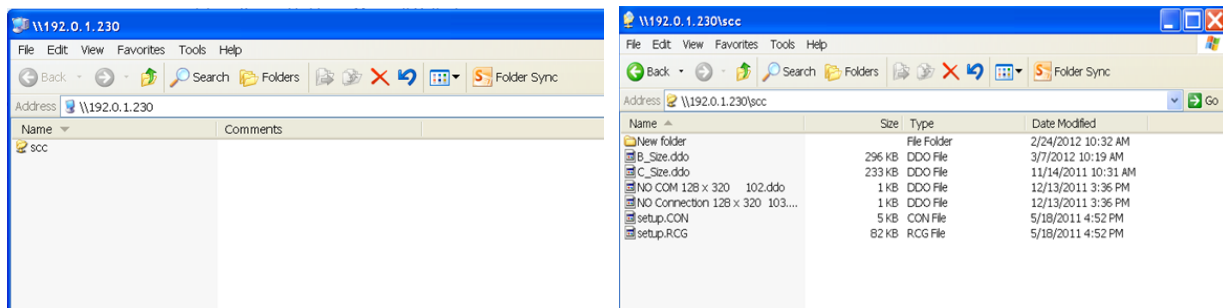 \\192.0.1.230
File Edit View Favorites Tools Help
Back Search Folders Folder Sync
Address \\192.0.1.230
Name Comments
scc
\\192.0.1.230\scc
File Edit View Favorites Tools Help
Back Search Folders Folder Sync
Address \\192.0.1.230\scc Go
Name Size Type Date Modified
New folder File Folder 2/24/2012 10:32 AM
B_Size.ddo 296 KB DDO File 3/7/2012 10:19 AM
C_Size.ddo 233 KB DDO File 11/14/2011 10:31 AM
NO COM 128 x 320 102.ddo 1 KB DDO File 12/13/2011 3:36 PM
NO Connection 128 x 320 103.... 1 KB DDO File 12/13/2011 3:36 PM
setup.CON 5 KB CON File 5/18/2011 4:52 PM
setup.RCG 82 KB RCG File 5/18/2011 4:52 PM